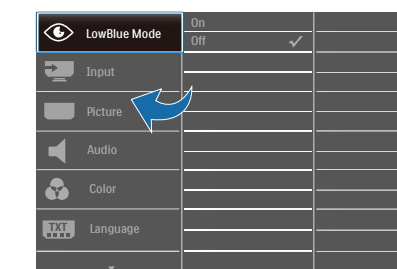 LowBlue Mode
On
Off
Input
Picture
Audio
Color
TXT
Language